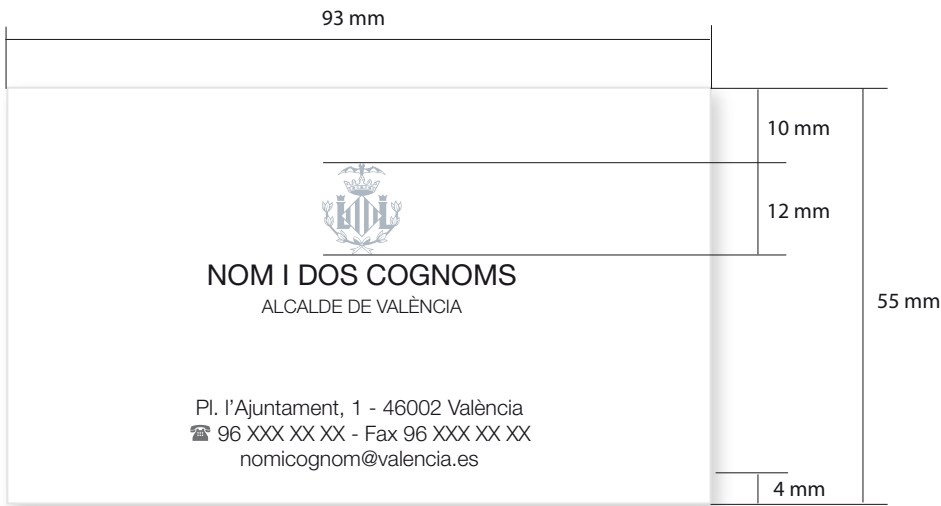 93 mm
10 mm
12 mm
NOM I DOS COGNOMS
ALCALDE DE VALÈNCIA
55 mm
Pl. l’Ajuntament, 1 - 46002 València
☎ 96 XXX XX XX - Fax 96 XXX XX XX
nomicognom@valencia.es
4 mm